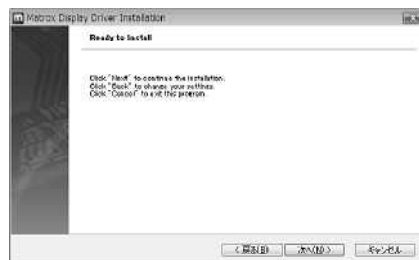 Matrox Display Driver Installation
Ready to Install
Click "Next" to continue the installation.
Click "Back" to change your settings.
Click "Cancel" to exit this program.
< 戻る(B)
次へ(N) >
キャンセル